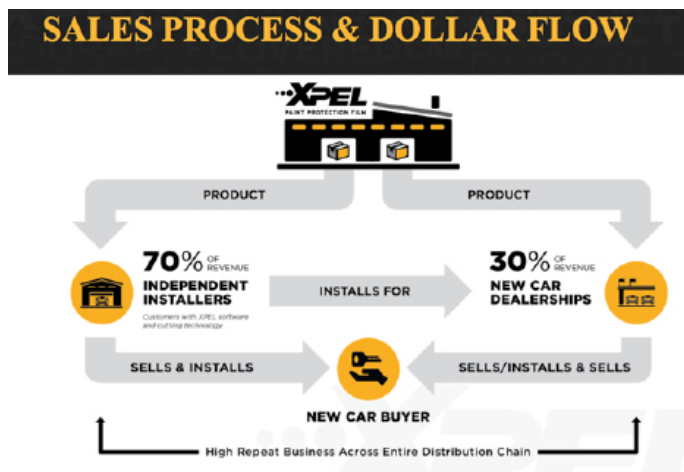 SALES PROCESS & DOLLAR FLOW
XPEL
PAINT PROTECTION FILM
PRODUCT
PRODUCT
70% OF REVENUE
INDEPENDENT
INSTALLERS
Customers with XPEL software
and cutting technology
INSTALLS FOR
30% OF REVENUE
NEW CAR
DEALERSHIPS
SELLS & INSTALLS
SELLS/INSTALLS & SELLS
NEW CAR BUYER
High Repeat Business Across Entire Distribution Chain
XPEL